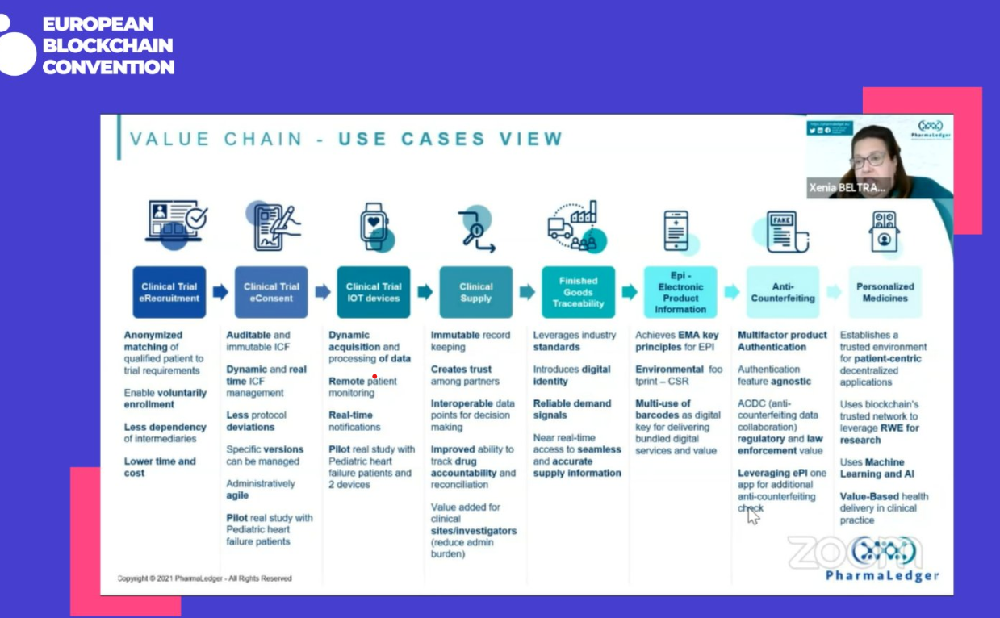 EUROPEAN
BLOCKCHAIN
CONVENTION
VALUE CHAIN - USE CASES VIEW
PharmaLedger
Xenia BELTRA...
FAKE
Clinical Trial
eRecruitment
Anonymized
matching of
qualified patient to
trial requirements
Enable voluntarily
enrollment
Less dependency
of intermediaries
Lower time and
cost
Clinical Trial
eConsent
Auditable and
immutable ICF
Dynamic and real
time ICF
management
Less protocol
deviations
Specific versions
can be managed
Administratively
agile
Pilot real study with
Pediatric heart
failure patients
Clinical Trial
IOT devices
Dynamic
acquisition and
processing of data
Remote patient
monitoring
Real-time
notifications
Pilot real study with
Pediatric heart
failure patients and
2 devices
Clinical
Supply
Immutable record
keeping
Creates trust
among partners
Interoperable data
points for decision
making
Improved ability to
track drug
accountability and
reconciliation
Value added for
clinical
sites/investigators
(reduce admin
burden)
Finished
Goods
Traceability
Leverages industry
standards
Introduces digital
identity
Reliable demand
signals
Near real-time
access to seamless
and accurate
supply information
Epi -
Electronic
Product
Information
Achieves EMA key
principles for EPI
Environmental foo
tprint – CSR
Multi-use of
barcodes as digital
key for delivering
bundled digital
services and value
Anti-
Counterfeiting
Multifactor product
Authentication
Authentication
feature agnostic
ACDC (anti-
counterfeiting data
collaboration)
regulatory and law
enforcement value
Leveraging ePI one
app for additional
anti-counterfeiting
check
Personalized
Medicines
Establishes a
trusted environment
for patient-centric
decentralized
applications
Uses blockchain's
trusted network to
leverage RWE for
research
Uses Machine
Learning and AI
Value-Based health
delivery in clinical
practice
zoom
PharmaLedger
Copyright © 2021 PharmaLedger - All Rights Reserved